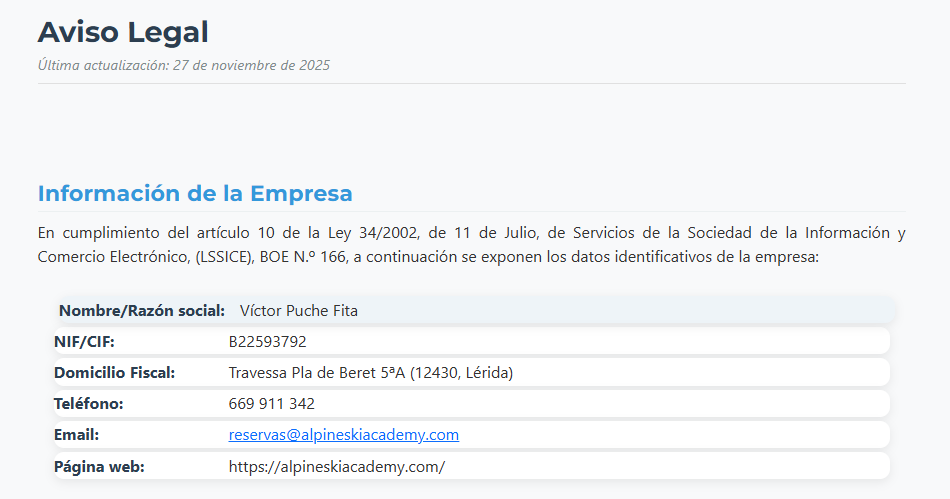 Aviso Legal
Última actualización: 27 de noviembre de 2025
Información de la Empresa
En cumplimiento del artículo 10 de la Ley 34/2002, de 11 de Julio, de Servicios de la Sociedad de la Información y
Comercio Electrónico, (LSSICE), BOE N.º 166, a continuación se exponen los datos identificativos de la empresa:
Nombre/Razón social: Víctor Puche Fita
NIF/CIF: B22593792
Domicilio Fiscal: Travessa Pla de Beret 5ªA (12430, Lérida)
Teléfono: 669 911 342
Email: reservas@alpineskiacademy.com
Página web: https://alpineskiacademy.com/